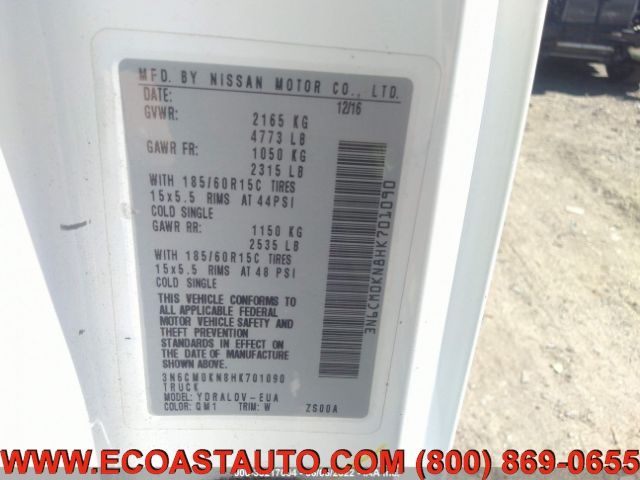 MFD. BY NISSAN MOTOR CO., LTD.
DATE: 12/16
GVWR: 2165 KG
4773 LB
GAWR FR: 1050 KG
2315 LB
WITH 185/60R15C TIRES
15x5.5 RIMS AT 44PSI
COLD SINGLE
GAWR RR: 1150 KG
2535 LB
WITH 185/60R15C TIRES
15x5.5 RIMS AT 48 PSI
COLD SINGLE
THIS VEHICLE CONFORMS TO
ALL APPLICABLE FEDERAL
MOTOR VEHICLE SAFETY AND
THEFT PREVENTION
STANDARDS IN EFFECT ON THE
DATE OF MANUFACTURE
SHOWN ABOVE.
3N6CM0KN8HK701090
TRUCK
MODEL: YDRALOV-EUA
COLOR: QM1 TRIM: W ZS00A
3N6CM0KN8HK701090
WWW.ECOASTAUTO.COM (800) 869-0655